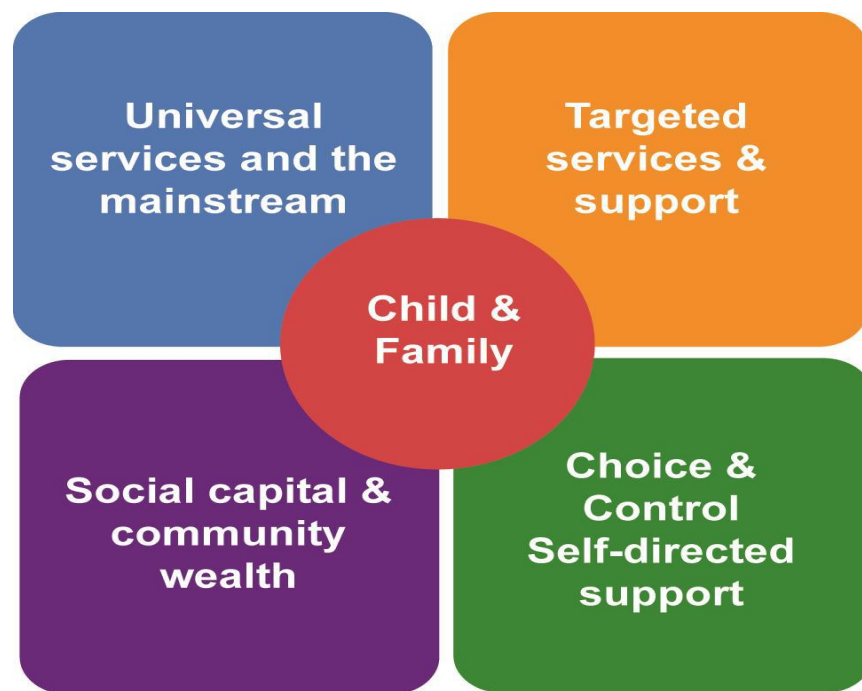 Universal
services and the
mainstream
Targeted
services &
support
Child &
Family
Social capital &
community
wealth
Choice &
Control
Self-directed
support